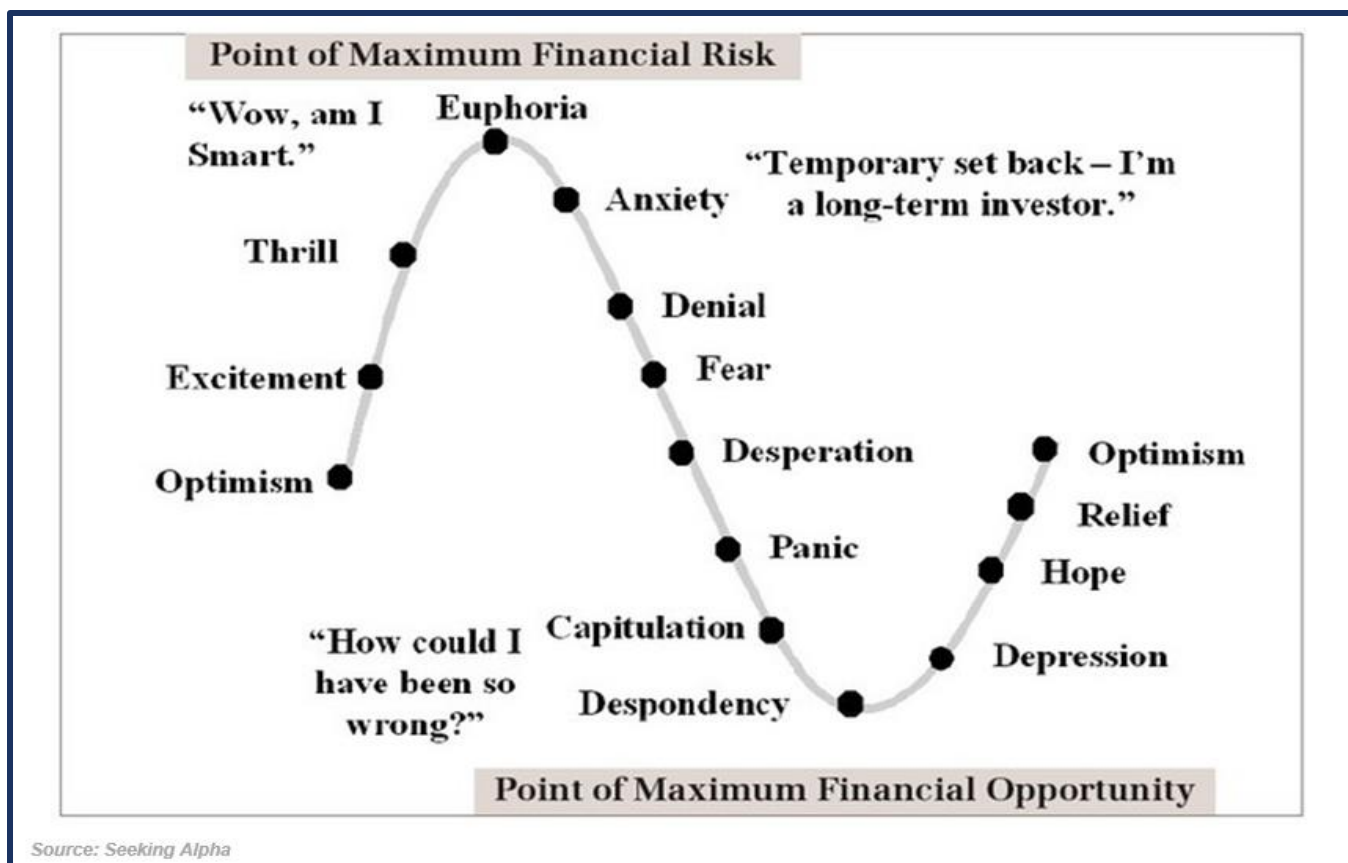 Point of Maximum Financial Risk
“Wow, am I
Smart.”
Euphoria
“Temporary set back – I’m
a long-term investor.”
Anxiety
Thrill
Denial
Fear
Excitement
Desperation
Optimism
Optimism
Relief
Panic
Hope
“How could I
have been so
wrong?”
Capitulation
Depression
Despondency
Point of Maximum Financial Opportunity
Source: Seeking Alpha